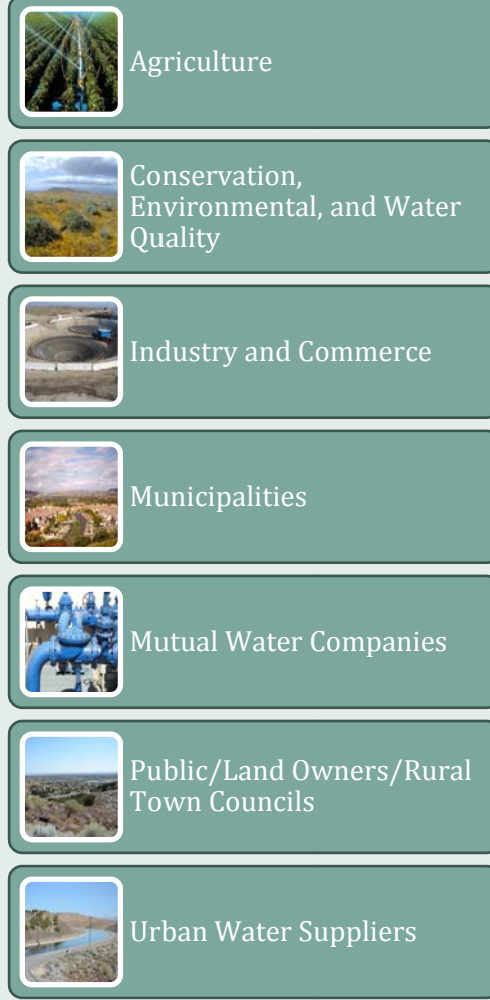 Agriculture
Conservation,
Environmental, and Water
Quality
Industry and Commerce
Municipalities
Mutual Water Companies
Public/Land Owners/Rural
Town Councils
Urban Water Suppliers